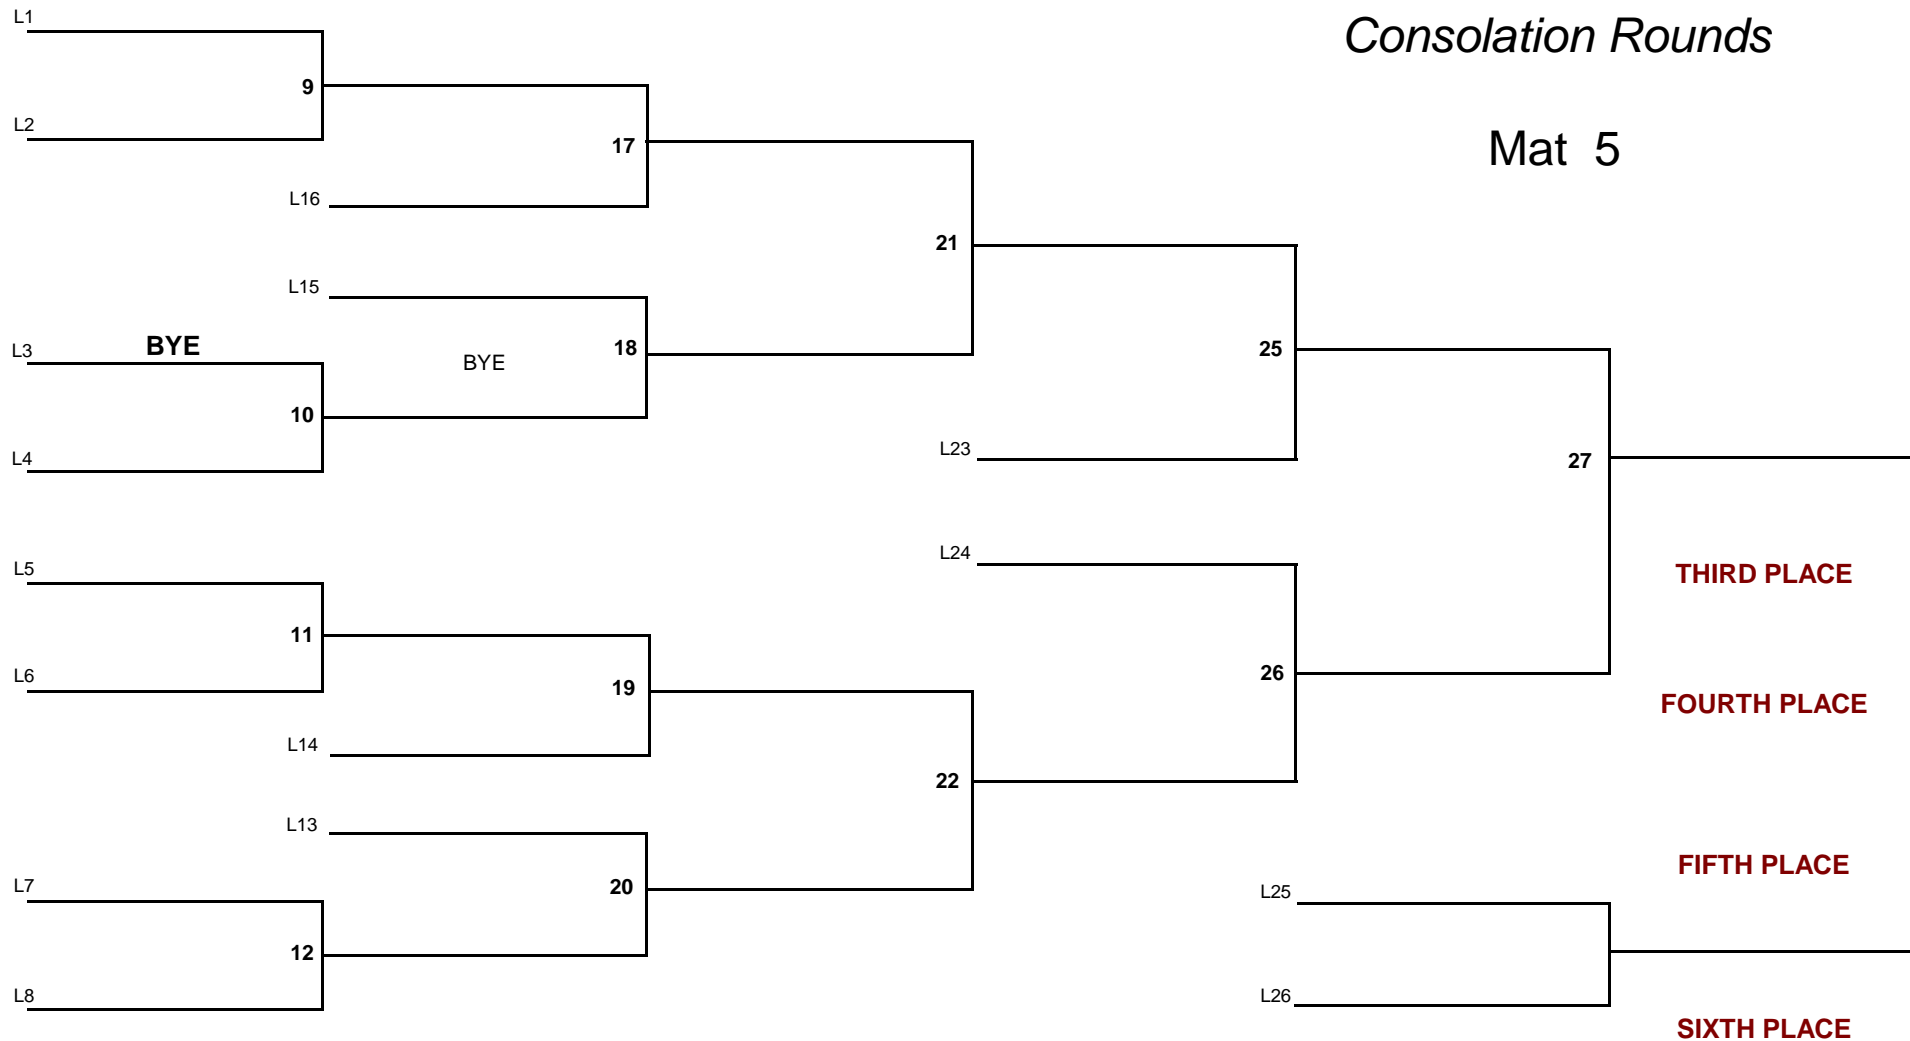 L1
Consolation Rounds
9
L2
17
Mat 5
L16
21
L15
L3
BYE
18
25
BYE
10
L23
L4
27
L24
L5
THIRD PLACE
11
L6
26
19
FOURTH PLACE
L14
22
L13
FIFTH PLACE
L7
20
L25
12
L8
L26
SIXTH PLACE